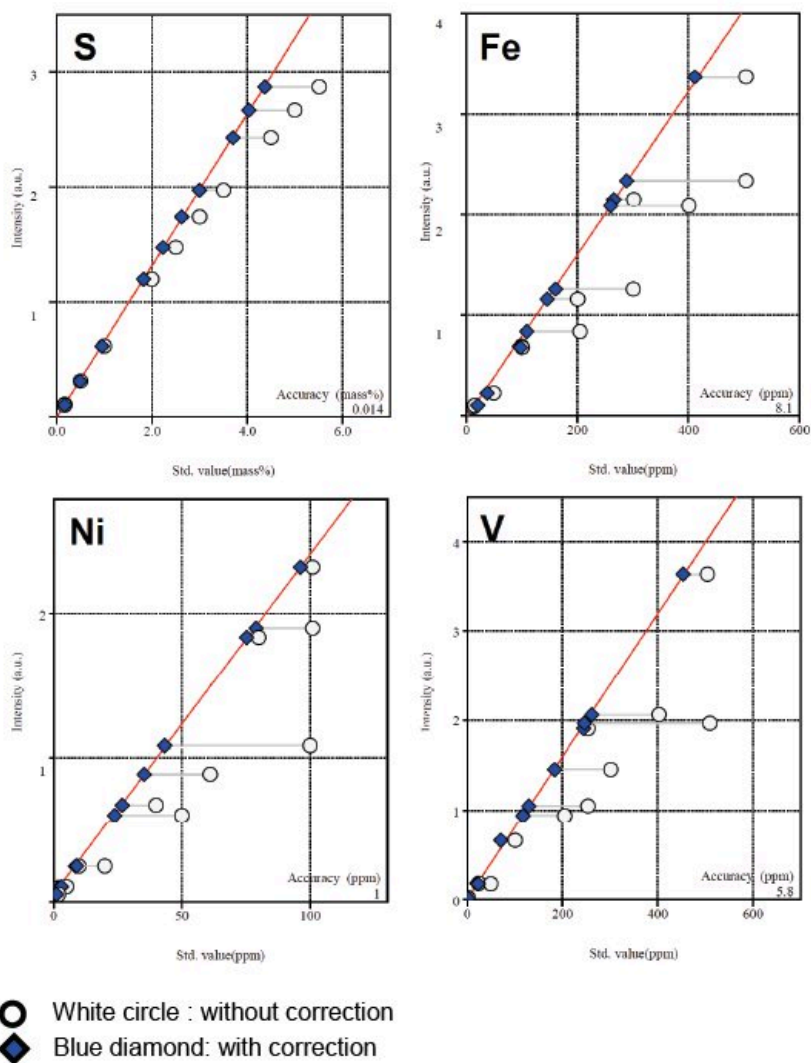 S
3
2
1
Intensity (a.u.)
Accuracy (mass%)
0.014
0.0
2.0
4.0
6.0
Std. value(mass%)
Fe
4
3
2
1
Intensity (a.u.)
Accuracy (ppm)
8.1
0
200
400
600
Std. value(ppm)
Ni
2
1
Intensity (a.u.)
Accuracy (ppm)
1
0
50
100
Std. value(ppm)
V
4
3
2
1
0
Intensity (a.u.)
Accuracy (ppm)
5.8
0
200
400
600
Std. value(ppm)
White circle : without correction
Blue diamond: with correction